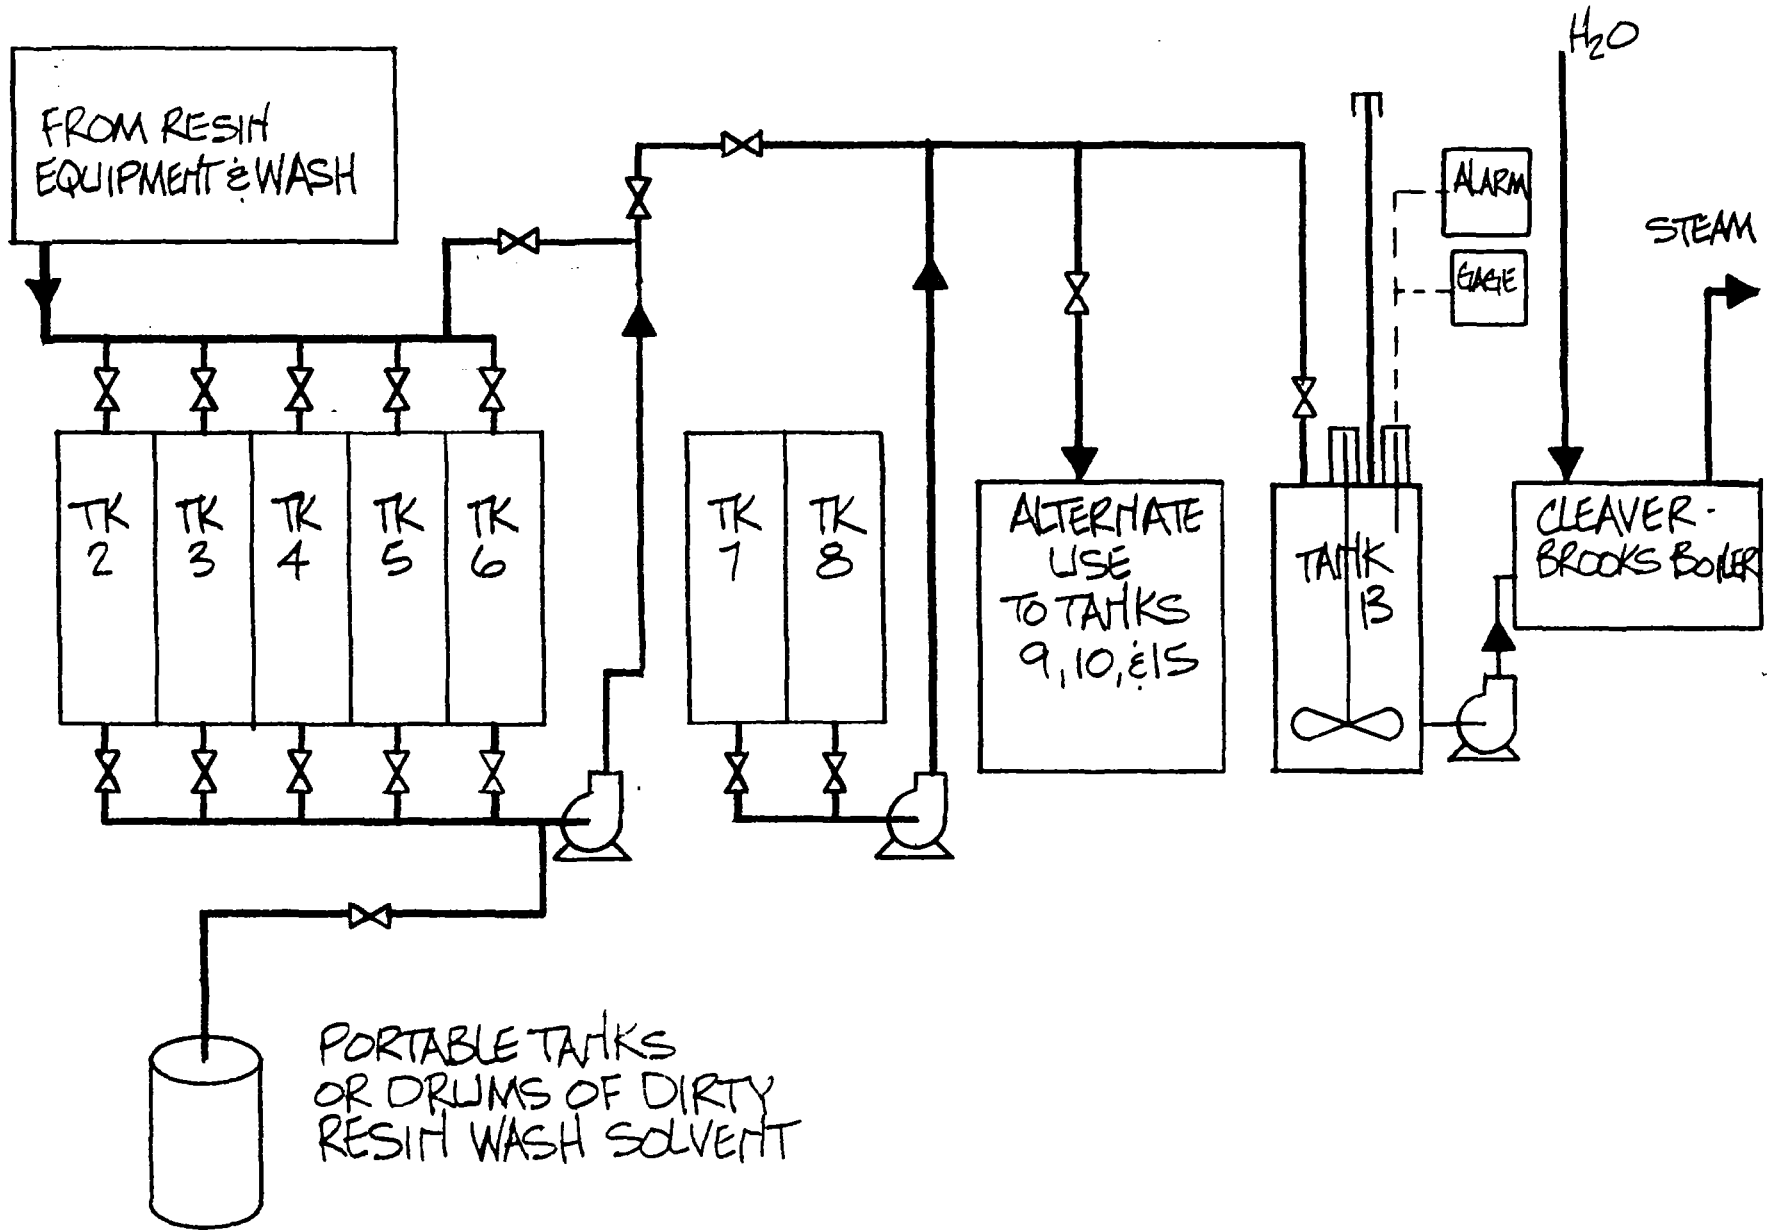 H₂O
FROM RESIN
EQUIPMENT & WASH
ALARM
STEAM
GAGE
TK
2
TK
3
TK
4
TK
5
TK
6
TK
7
TK
8
ALTERNATE
USE
TO TANKS
9, 10, & 15
TANK
13
CLEAVER-
BROOKS BOILER
PORTABLE TANKS
OR DRUMS OF DIRTY
RESIN WASH SOLVENT